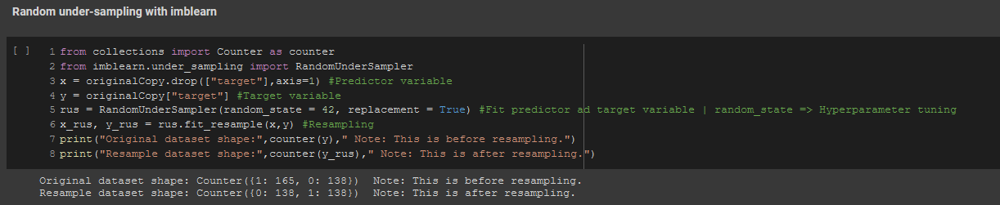 Random under-sampling with imblearn
[ ] 1 from collections import Counter as counter
2 from imblearn.under_sampling import RandomUnderSampler
3 x = originalCopy.drop(["target"],axis=1) #Predictor variable
4 y = originalCopy["target"] #Target variable
5 rus = RandomUnderSampler(random_state = 42, replacement = True) #Fit predictor ad target variable | random_state => Hyperparameter tuning
6 x_rus, y_rus = rus.fit_resample(x,y) #Resampling
7 print("Original dataset shape:",counter(y)," Note: This is before resampling.")
8 print("Resample dataset shape:",counter(y_rus)," Note: This is after resampling.")
Original dataset shape: Counter({1: 165, 0: 138})  Note: This is before resampling.
Resample dataset shape: Counter({0: 138, 1: 138})  Note: This is after resampling.